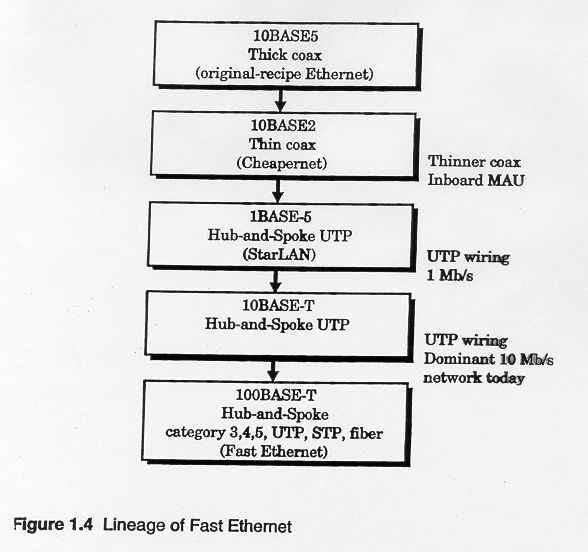 10BASE5
Thick coax
(original-recipe Ethernet)
10BASE2
Thin coax
(Cheapernet)
Thinner coax
Inboard MAU
1BASE-5
Hub-and-Spoke UTP
(StarLAN)
UTP wiring
1 Mb/s
10BASE-T
Hub-and-Spoke UTP
UTP wiring
Dominant 10 Mb/s
network today
100BASE-T
Hub-and-Spoke
category 3,4,5, UTP, STP, fiber
(Fast Ethernet)
Figure 1.4 Lineage of Fast Ethernet